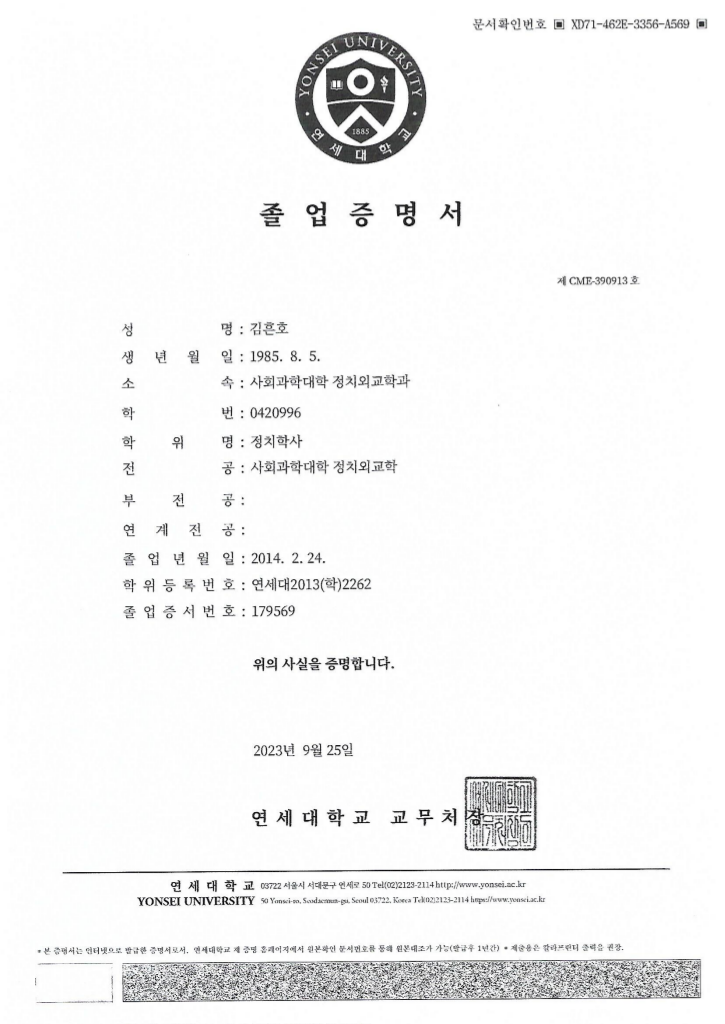 문서확인번호 ▣ XD71-462E-3356-A569 ▣
YONSEI UNIVERSITY
1885
연세대학교
졸 업 증 명 서
제 CME-390913 호
성 명 : 김흔호
생 년 월 일 : 1985. 8. 5.
소 속 : 사회과학대학 정치외교학과
학 번 : 0420996
학 위 명 : 정치학사
전 공 : 사회과학대학 정치외교학
부 전 공 :
연 계 전 공 :
졸 업 년 월 일 : 2014. 2. 24.
학 위 등 록 번 호 : 연세대2013(학)2262
졸 업 증 서 번 호 : 179569
위의 사실을 증명합니다.
2023년 9월 25일
연 세 대 학 교 교 무 처 장
연 세 대 학 교 03722 서울시 서대문구 연세로 50 Tel(02)2123-2114 http://www.yonsei.ac.kr
YONSEI UNIVERSITY 50 Yonsei-ro, Seodaemun-gu, Seoul 03722, Korea Tel(02)2123-2114 https://www.yonsei.ac.kr
* 본 증명서는 인터넷으로 발급한 증명서로서, 연세대학교 제 증명 홈페이지에서 원본확인 문서번호를 통해 원본대조가 가능(발급후 1년간) * 제출용은 칼라프린터 출력을 권장.